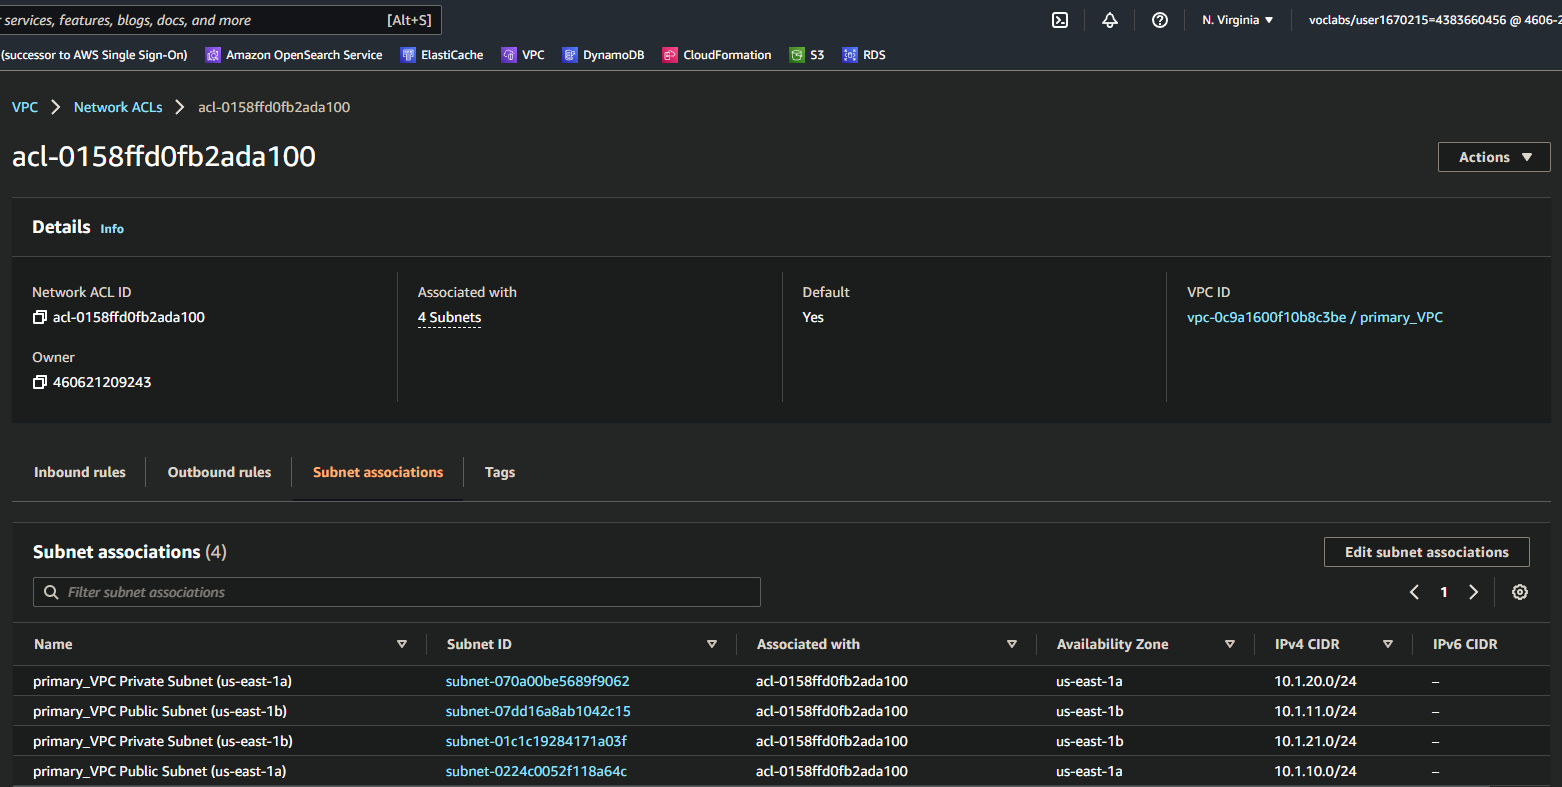 services, features, blogs, docs, and more [Alt+S] N. Virginia ▼ voclabs/user1670215=4383660456 @ 4606-2
(successor to AWS Single Sign-On) Amazon OpenSearch Service ElastiCache VPC DynamoDB CloudFormation S3 RDS
VPC > Network ACLs > acl-0158ffd0fb2ada100
acl-0158ffd0fb2ada100 Actions ▼
Details Info
Network ACL ID Associated with Default VPC ID
acl-0158ffd0fb2ada100 4 Subnets Yes vpc-0c9a1600f10b8c3be / primary_VPC
Owner
460621209243
Inbound rules Outbound rules Subnet associations Tags
Subnet associations (4) Edit subnet associations
Filter subnet associations < 1 >
Name Subnet ID Associated with Availability Zone IPv4 CIDR IPv6 CIDR
primary_VPC Private Subnet (us-east-1a) subnet-070a00be5689f9062 acl-0158ffd0fb2ada100 us-east-1a 10.1.20.0/24 –
primary_VPC Public Subnet (us-east-1b) subnet-07dd16a8ab1042c15 acl-0158ffd0fb2ada100 us-east-1b 10.1.11.0/24 –
primary_VPC Private Subnet (us-east-1b) subnet-01c1c19284171a03f acl-0158ffd0fb2ada100 us-east-1b 10.1.21.0/24 –
primary_VPC Public Subnet (us-east-1a) subnet-0224c0052f118a64c acl-0158ffd0fb2ada100 us-east-1a 10.1.10.0/24 –